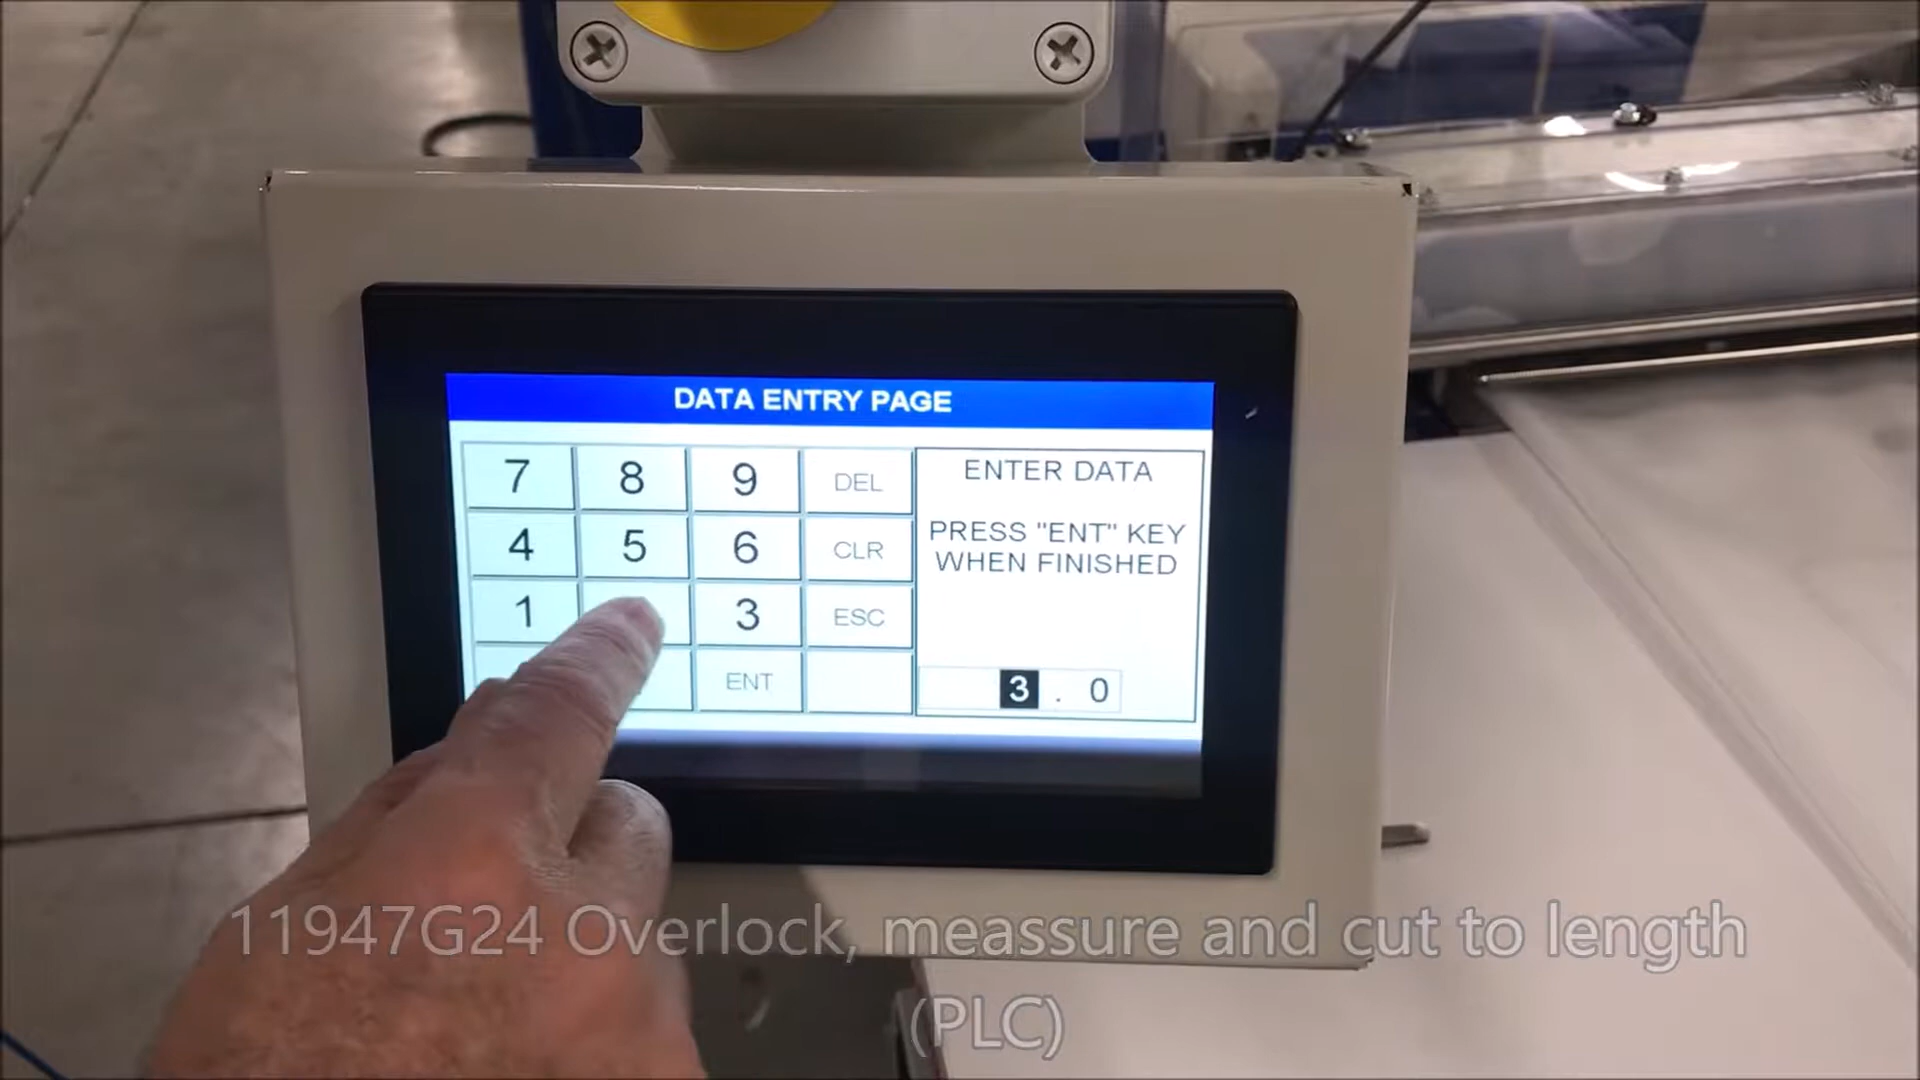 DATA ENTRY PAGE
7 8 9 DEL
4 5 6 CLR
1 3 ESC
ENT
ENTER DATA
PRESS "ENT" KEY
WHEN FINISHED
3 . 0
11947G24 Overlock, meassure and cut to length
(PLC)